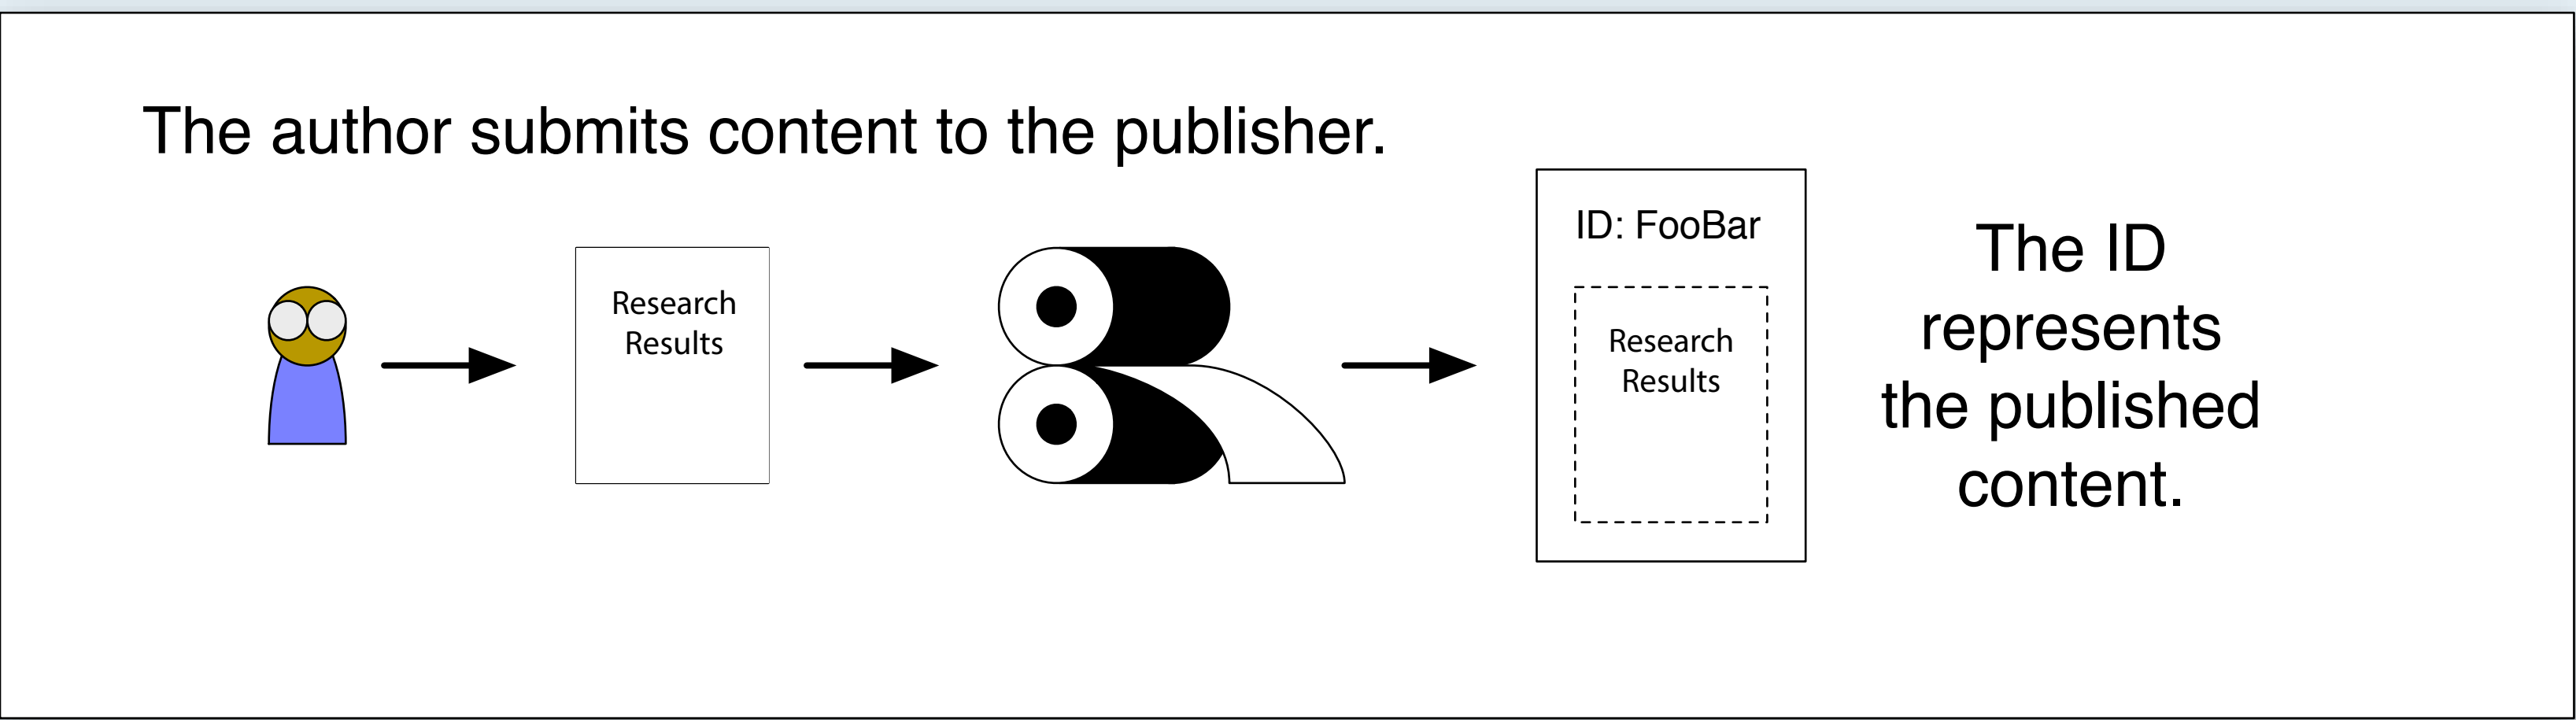 The author submits content to the publisher.
Research
Results
ID: FooBar
Research
Results
The ID
represents
the published
content.